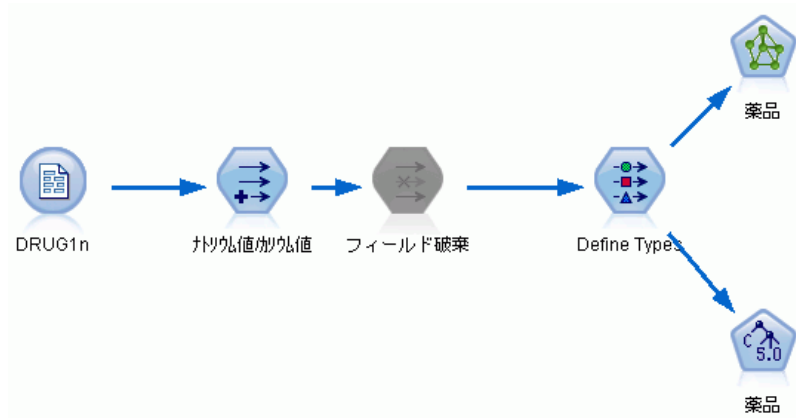 薬品
DRUG1n
ﾅﾄﾘｳﾑ値/ｶﾘｳﾑ値
フィールド破棄
Define Types
C 5.0
薬品